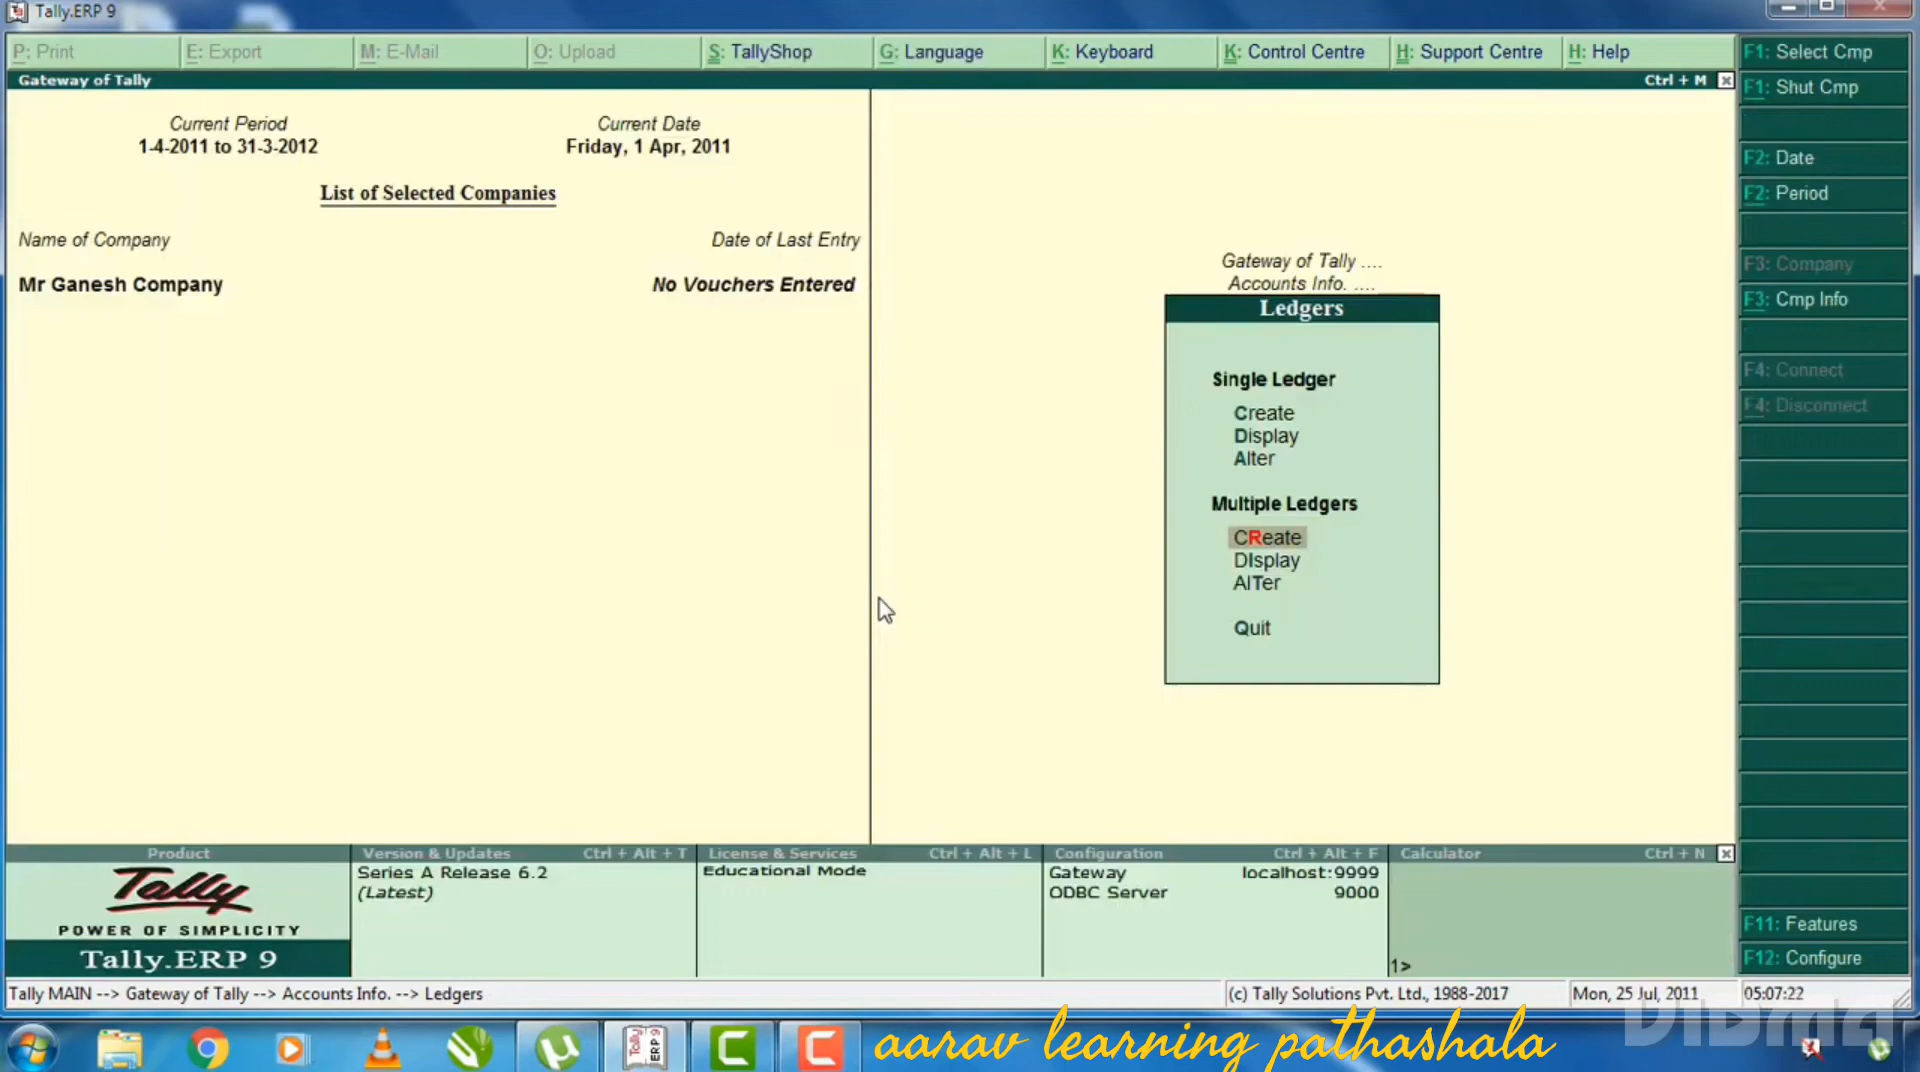 Tally.ERP 9
P: Print
E: Export
M: E-Mail
O: Upload
S: TallyShop
G: Language
K: Keyboard
K: Control Centre
H: Support Centre
H: Help
Gateway of Tally
Ctrl + M
Current Period
1-4-2011 to 31-3-2012
Current Date
Friday, 1 Apr, 2011
List of Selected Companies
Name of Company
Date of Last Entry
Mr Ganesh Company
No Vouchers Entered
Gateway of Tally ....
Accounts Info. ....
Ledgers
Single Ledger
Create
Display
Alter
Multiple Ledgers
CReate
DIsplay
AlTer
Quit
F1: Select Cmp
F1: Shut Cmp
F2: Date
F2: Period
F3: Company
F3: Cmp Info
F4: Connect
F4: Disconnect
F11: Features
F12: Configure
Product
Tally
POWER OF SIMPLICITY
Tally.ERP 9
Version & Updates
Ctrl + Alt + T
Series A Release 6.2
(Latest)
License & Services
Ctrl + Alt + L
Educational Mode
Configuration
Ctrl + Alt + F
Gateway
localhost:9999
ODBC Server
9000
Calculator
Ctrl + N
1>
Tally MAIN --> Gateway of Tally --> Accounts Info. --> Ledgers
(c) Tally Solutions Pvt. Ltd., 1988-2017
Mon, 25 Jul, 2011
05:07:22
Tally
ERP 9
aarav learning pathashala